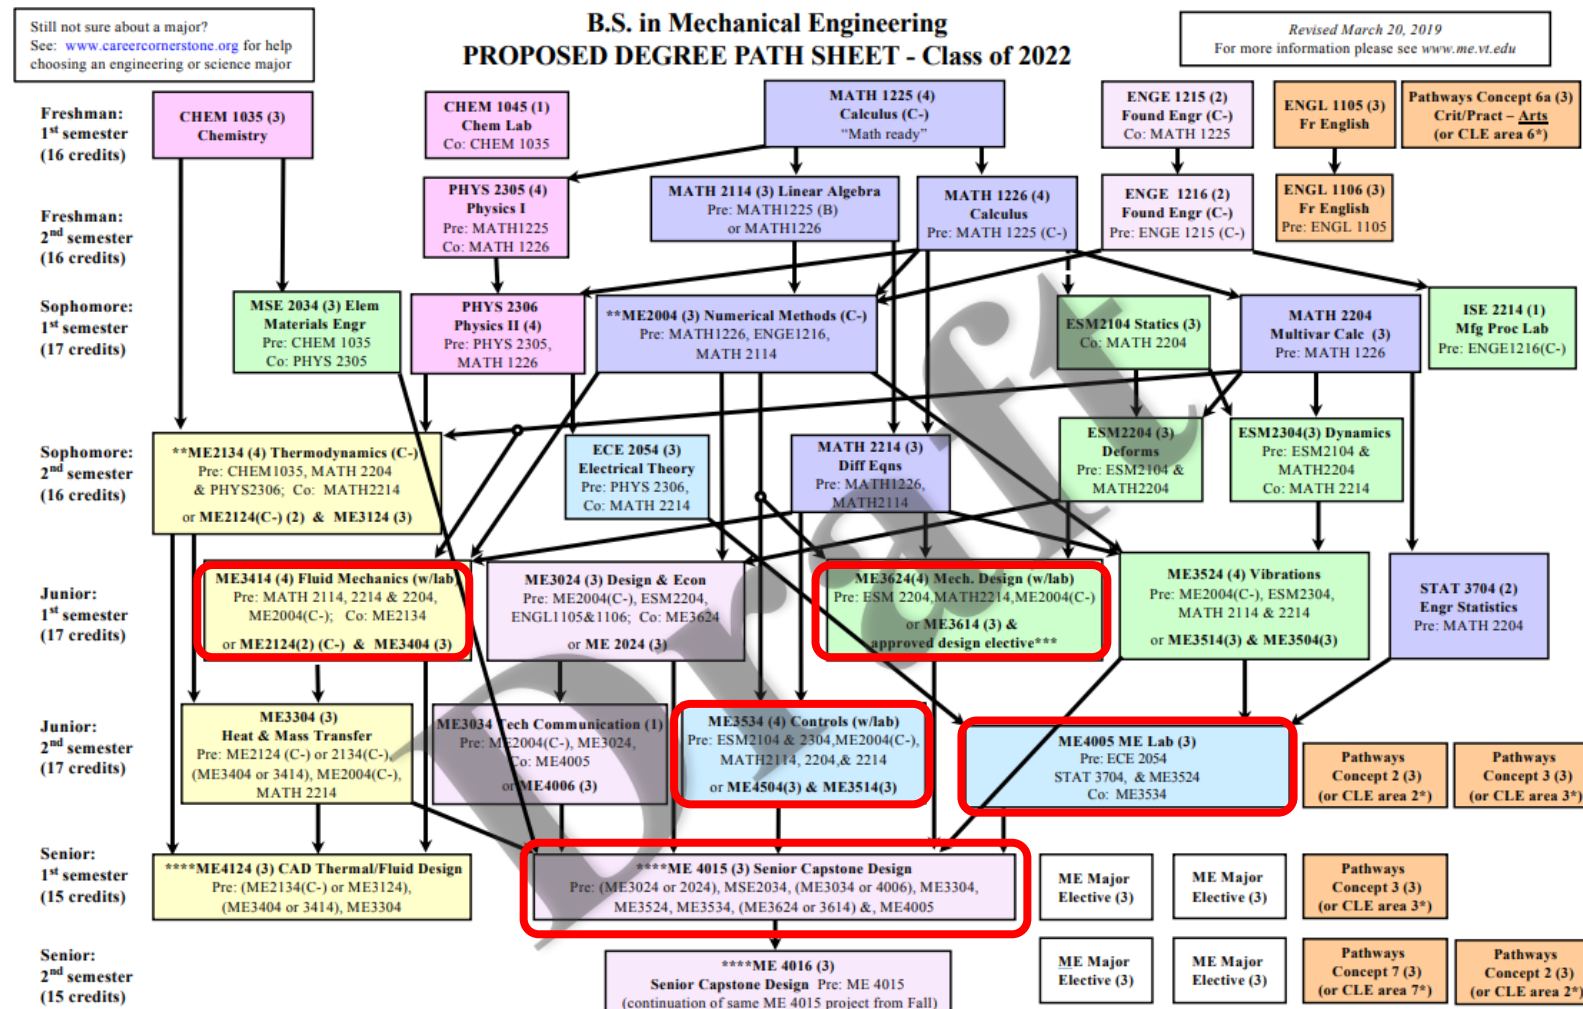 Still not sure about a major?
See: www.careercornerstone.org for help
choosing an engineering or science major
B.S. in Mechanical Engineering
PROPOSED DEGREE PATH SHEET - Class of 2022
Revised March 20, 2019
For more information please see www.me.vt.edu
Freshman:
1st semester
(16 credits)
CHEM 1035 (3)
Chemistry
CHEM 1045 (1)
Chem Lab
Co: CHEM 1035
MATH 1225 (4)
Calculus (C-)
“Math ready”
ENGE 1215 (2)
Found Engr (C-)
Co: MATH 1225
ENGL 1105 (3)
Fr English
Pathways Concept 6a (3)
Crit/Pract – Arts
(or CLE area 6*)
Freshman:
2nd semester
(16 credits)
PHYS 2305 (4)
Physics I
Pre: MATH1225
Co: MATH 1226
MATH 2114 (3) Linear Algebra
Pre: MATH1225 (B)
or MATH1226
MATH 1226 (4)
Calculus
Pre: MATH 1225 (C-)
ENGE 1216 (2)
Found Engr (C-)
Pre: ENGE 1215 (C-)
ENGL 1106 (3)
Fr English
Pre: ENGL 1105
Sophomore:
1st semester
(17 credits)
MSE 2034 (3) Elem
Materials Engr
Pre: CHEM 1035
Co: PHYS 2305
PHYS 2306
Physics II (4)
Pre: PHYS 2305,
MATH 1226
**ME2004 (3) Numerical Methods (C-)
Pre: MATH1226, ENGE1216,
MATH 2114
ESM2104 Statics (3)
Co: MATH 2204
MATH 2204
Multivar Calc (3)
Pre: MATH 1226
ISE 2214 (1)
Mfg Proc Lab
Pre: ENGE1216(C-)
Sophomore:
2nd semester
(16 credits)
**ME2134 (4) Thermodynamics (C-)
Pre: CHEM1035, MATH 2204
& PHYS2306; Co: MATH2214
or ME2124(C-) (2) & ME3124 (3)
ECE 2054 (3)
Electrical Theory
Pre: PHYS 2306,
Co: MATH 2214
MATH 2214 (3)
Diff Eqns
Pre: MATH1226,
MATH2114
ESM2204 (3)
Deforms
Pre: ESM2104 &
MATH2204
ESM2304(3) Dynamics
Pre: ESM2104 &
MATH2204
Co: MATH 2214
Junior:
1st semester
(17 credits)
ME3414 (4) Fluid Mechanics (w/lab)
Pre: MATH 2114, 2214 & 2204,
ME2004(C-); Co: ME2134
or ME2124(2) (C-) & ME3404 (3)
ME3024 (3) Design & Econ
Pre: ME2004(C-), ESM2204,
ENGL1105&1106; Co: ME3624
or ME 2024 (3)
ME3624(4) Mech. Design (w/lab)
Pre: ESM 2204,MATH2214,ME2004(C-)
or ME3614 (3) &
approved design elective***
ME3524 (4) Vibrations
Pre: ME2004(C-), ESM2304,
MATH 2114 & 2214
or ME3514(3) & ME3504(3)
STAT 3704 (2)
Engr Statistics
Pre: MATH 2204
Junior:
2nd semester
(17 credits)
ME3304 (3)
Heat & Mass Transfer
Pre: ME2124 (C-) or 2134(C-),
(ME3404 or 3414), ME2004(C-),
MATH 2214
ME3034 Tech Communication (1)
Pre: ME2004(C-), ME3024,
Co: ME4005
or ME4006 (3)
ME3534 (4) Controls (w/lab)
Pre: ESM2104 & 2304,ME2004(C-),
MATH2114, 2204,& 2214
or ME4504(3) & ME3514(3)
ME4005 ME Lab (3)
Pre: ECE 2054
STAT 3704, & ME3524
Co: ME3534
Pathways
Concept 2 (3)
(or CLE area 2*)
Pathways
Concept 3 (3)
(or CLE area 3*)
Senior:
1st semester
(15 credits)
****ME4124 (3) CAD Thermal/Fluid Design
Pre: (ME2134(C-) or ME3124),
(ME3404 or 3414), ME3304
****ME 4015 (3) Senior Capstone Design
Pre: (ME3024 or 2024), MSE2034, (ME3034 or 4006), ME3304,
ME3524, ME3534, (ME3624 or 3614) &, ME4005
ME Major
Elective (3)
ME Major
Elective (3)
Pathways
Concept 3 (3)
(or CLE area 3*)
Senior:
2nd semester
(15 credits)
****ME 4016 (3)
Senior Capstone Design Pre: ME 4015
(continuation of same ME 4015 project from Fall)
ME Major
Elective (3)
ME Major
Elective (3)
Pathways
Concept 7 (3)
(or CLE area 7*)
Pathways
Concept 2 (3)
(or CLE area 2*)
Draft